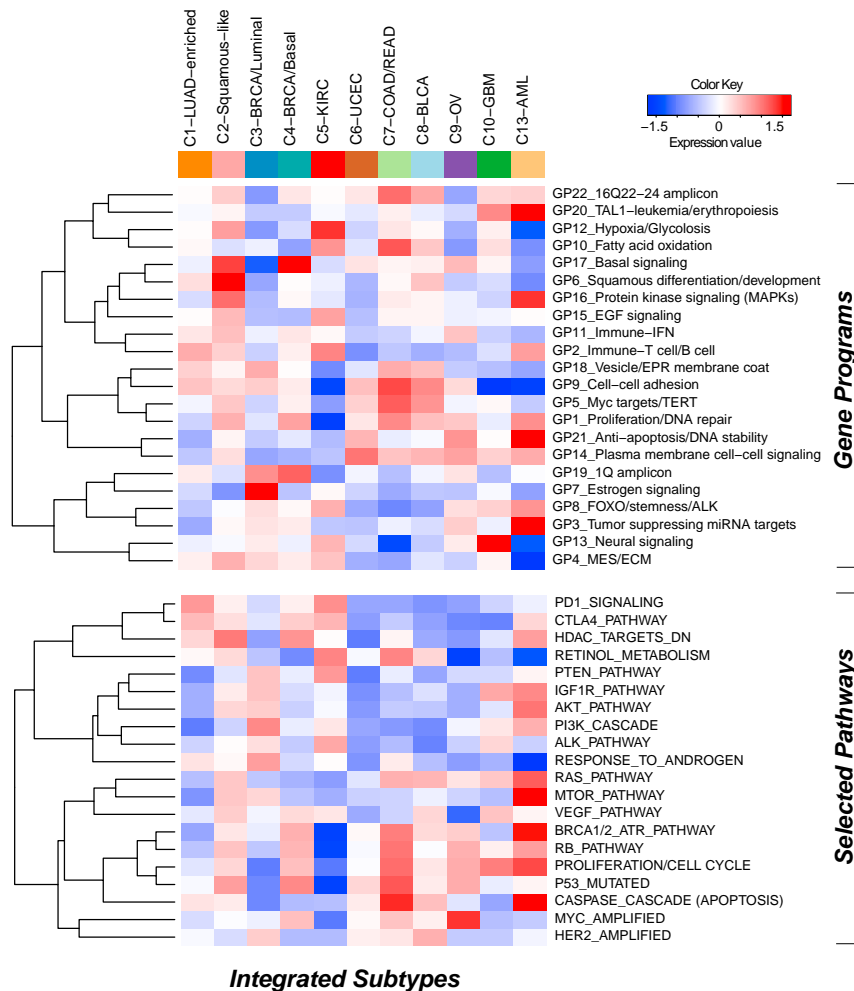 C1−LUAD−enriched
C2−Squamous−like
C3−BRCA/Luminal
C4−BRCA/Basal
C5−KIRC
C6−UCEC
C7−COAD/READ
C8−BLCA
C9−OV
C10−GBM
C13−AML
Color Key
−1.5 0 1.5
Expression value
GP22_16Q22−24 amplicon
GP20_TAL1−leukemia/erythropoiesis
GP12_Hypoxia/Glycolosis
GP10_Fatty acid oxidation
GP17_Basal signaling
GP6_Squamous differentiation/development
GP16_Protein kinase signaling (MAPKs)
GP15_EGF signaling
GP11_Immune−IFN
GP2_Immune−T cell/B cell
GP18_Vesicle/EPR membrane coat
GP9_Cell−cell adhesion
GP5_Myc targets/TERT
GP1_Proliferation/DNA repair
GP21_Anti−apoptosis/DNA stability
GP14_Plasma membrane cell−cell signaling
GP19_1Q amplicon
GP7_Estrogen signaling
GP8_FOXO/stemness/ALK
GP3_Tumor suppressing miRNA targets
GP13_Neural signaling
GP4_MES/ECM
Gene Programs
PD1_SIGNALING
CTLA4_PATHWAY
HDAC_TARGETS_DN
RETINOL_METABOLISM
PTEN_PATHWAY
IGF1R_PATHWAY
AKT_PATHWAY
PI3K_CASCADE
ALK_PATHWAY
RESPONSE_TO_ANDROGEN
RAS_PATHWAY
MTOR_PATHWAY
VEGF_PATHWAY
BRCA1/2_ATR_PATHWAY
RB_PATHWAY
PROLIFERATION/CELL CYCLE
P53_MUTATED
CASPASE_CASCADE (APOPTOSIS)
MYC_AMPLIFIED
HER2_AMPLIFIED
Selected Pathways
Integrated Subtypes